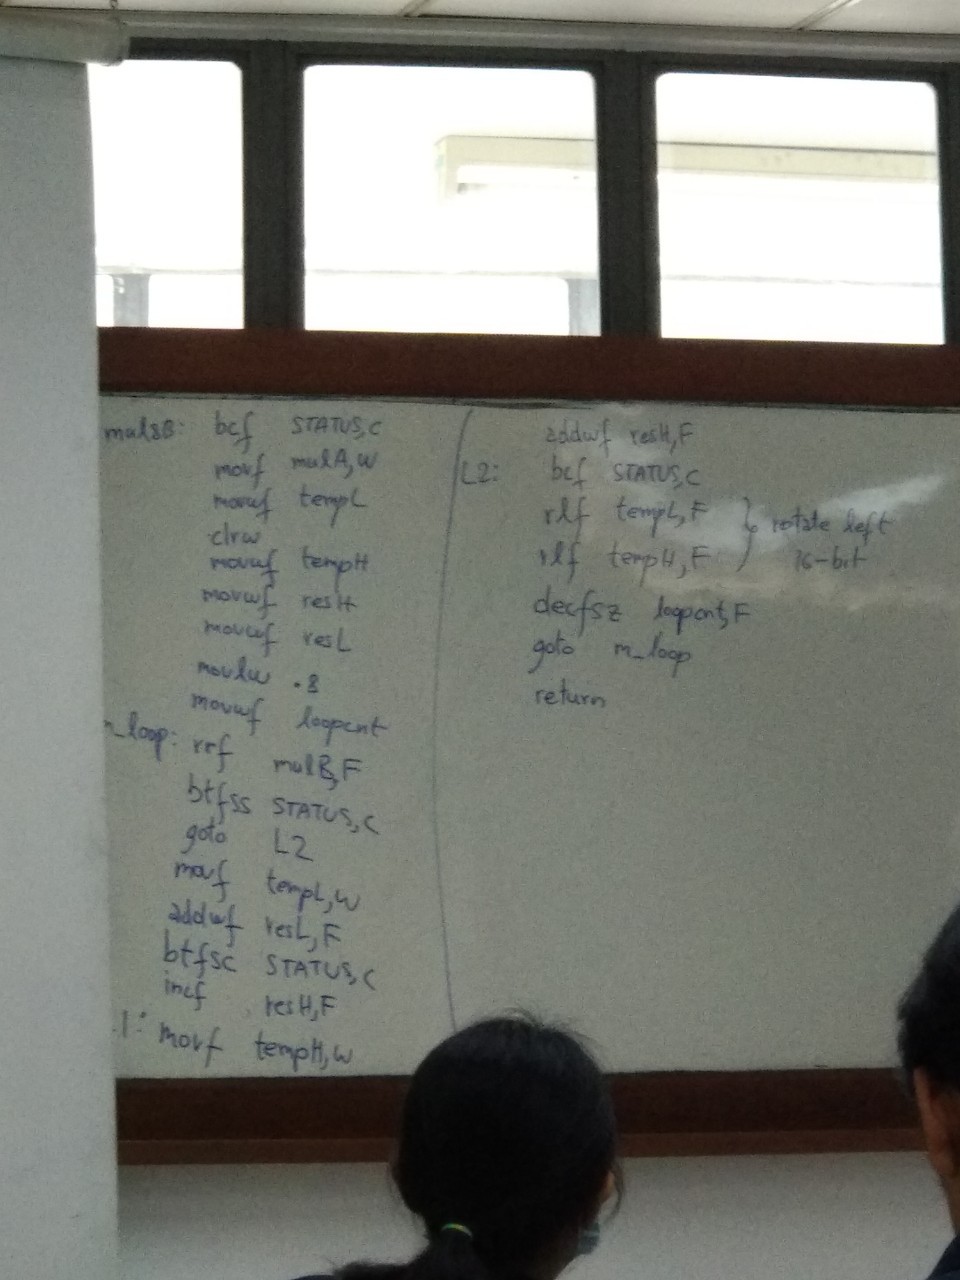 mul8B: bcf STATUS,C
movf mulA,W
movwf tempL
clrw
movwf tempH
movwf resH
movwf resL
movlw .8
movwf loopcnt
m_loop: rrf mulB,F
btfss STATUS,C
goto L2
movf tempL,W
addwf resL,F
btfsc STATUS,C
incf resH,F
L1: movf tempH,W
addwf resH,F
L2: bcf STATUS,C
rlf tempL,F } rotate left
rlf tempH,F 16-bit
decfsz loopcnt,F
goto m_loop
return